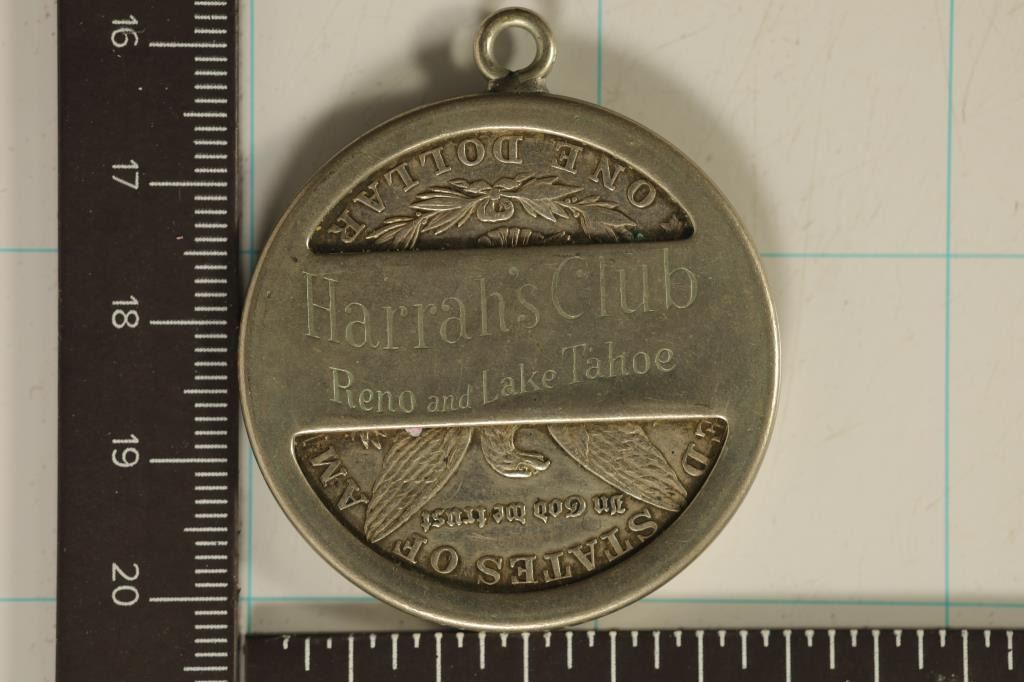 16
17
18
19
20
ONE DOLLAR
Harrah's Club
Reno and Lake Tahoe
In God we trust
ED STATES OF AM